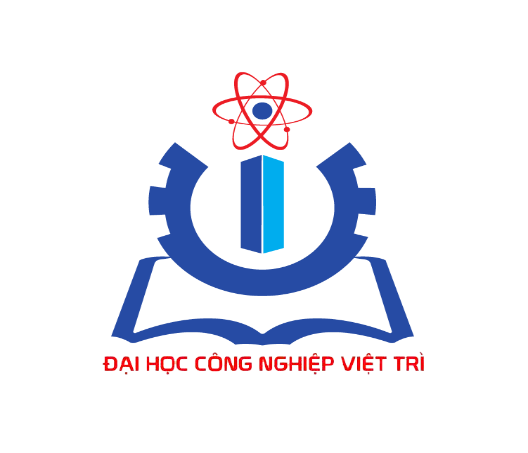 ĐẠI HỌC CÔNG NGHIỆP VIỆT TRÌ